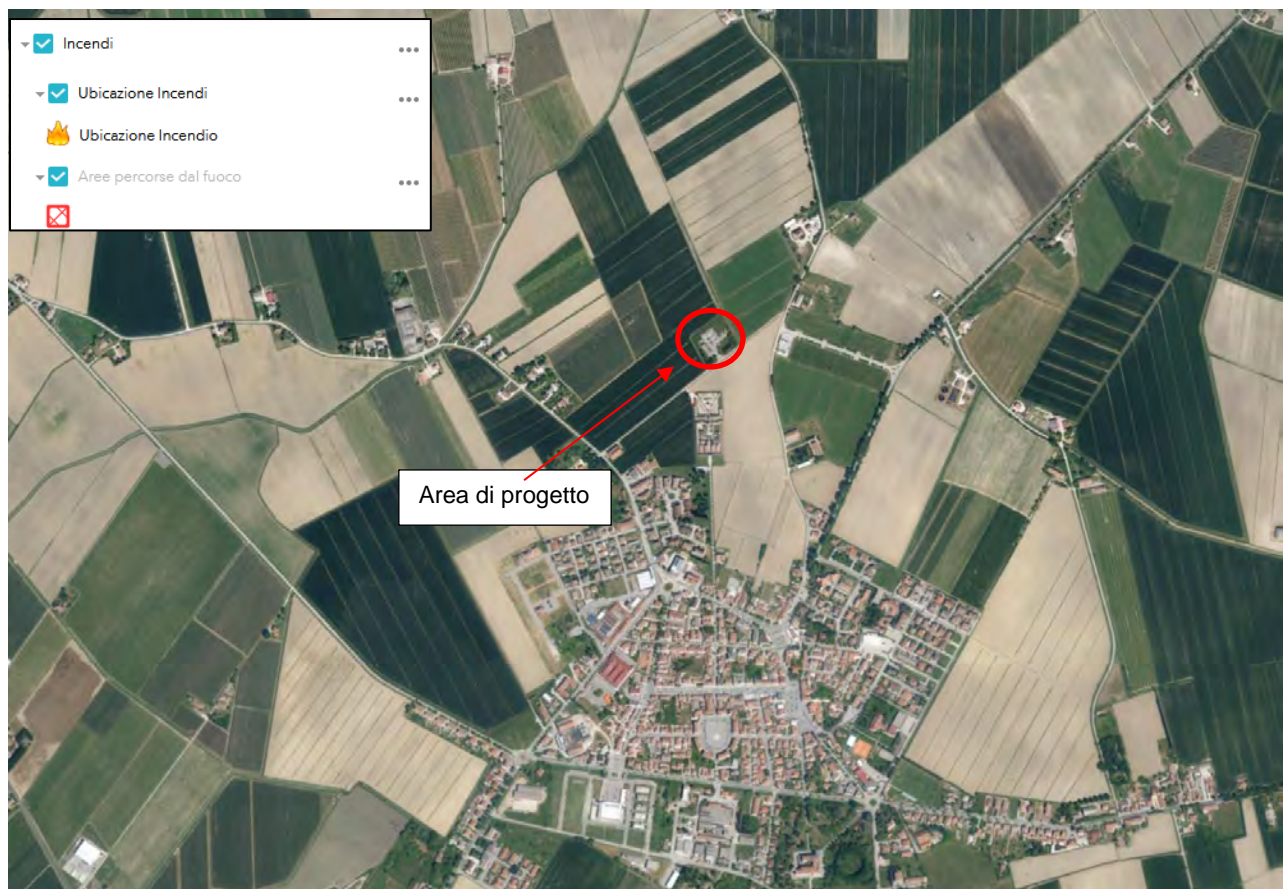 Incendi
Ubicazione Incendi
Ubicazione Incendio
Aree percorse dal fuoco
Area di progetto